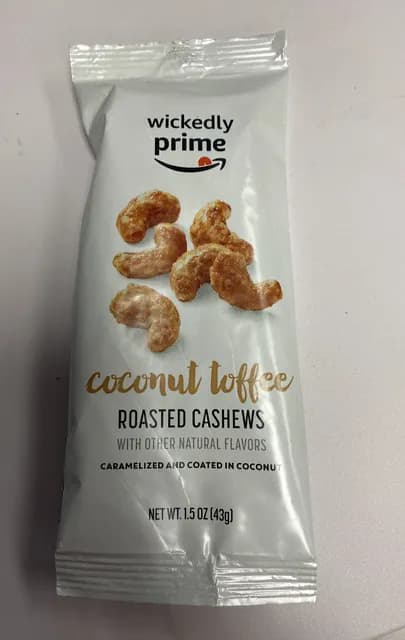 wickedly
prime
coconut toffee
ROASTED CASHEWS
WITH OTHER NATURAL FLAVORS
CARAMELIZED AND COATED IN COCONUT
NET WT. 1.5 OZ (43g)